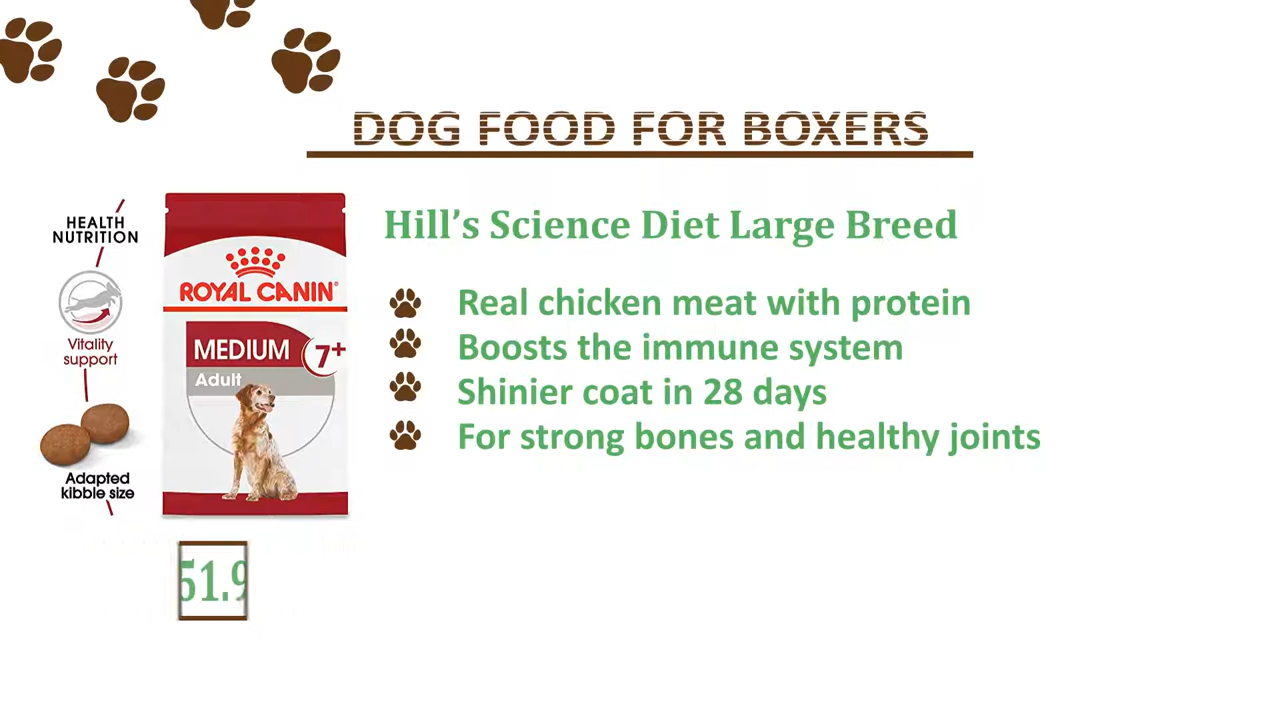 DOG FOOD FOR BOXERS
HEALTH
NUTRITION
Vitality
support
Adapted
kibble size
ROYAL CANIN
MEDIUM 7+
Adult
Hill's Science Diet Large Breed
Real chicken meat with protein
Boosts the immune system
Shinier coat in 28 days
For strong bones and healthy joints
51.9